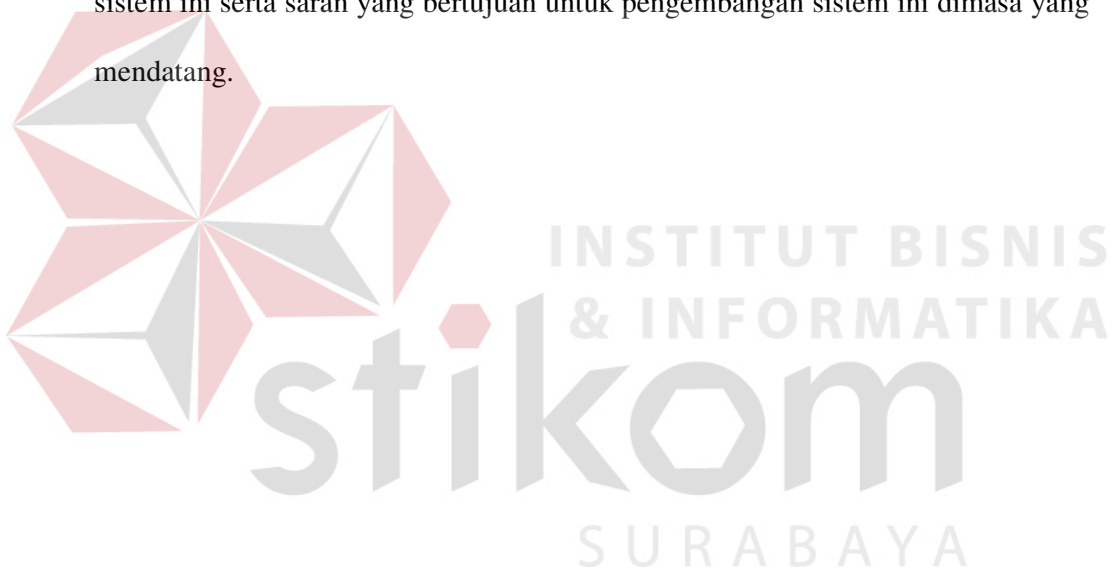 sistem ini serta saran yang bertujuan untuk pengembangan sistem ini dimasa yang
mendatang.
INSTITUT BISNIS
& INFORMATIKA
stikom
SURABAYA